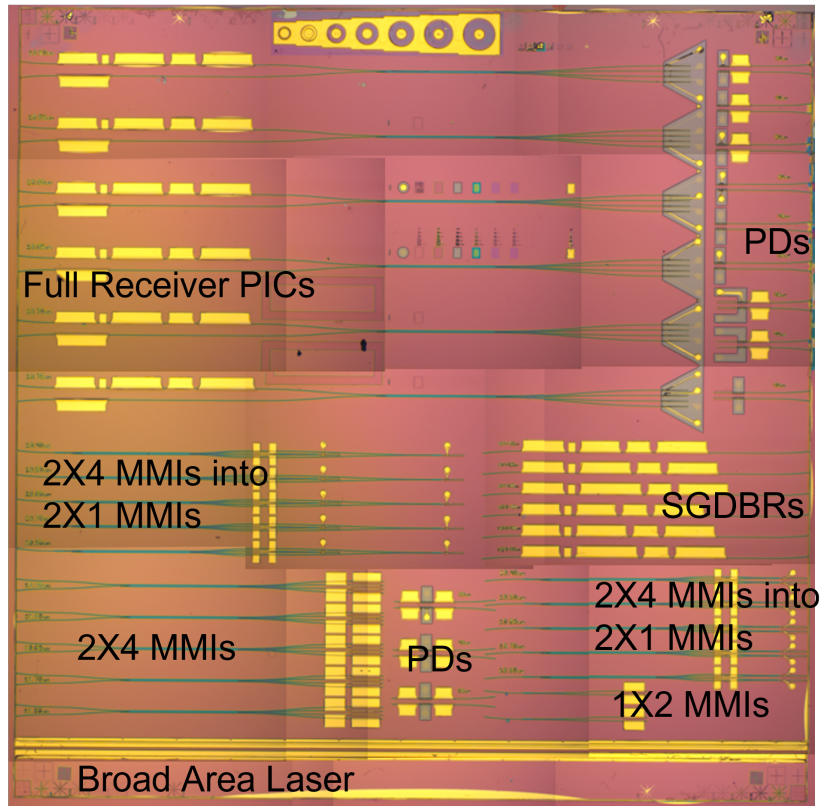 PDs
Full Receiver PICs
2X4 MMIs into
2X1 MMIs
SGDBRs
2X4 MMIs into
2X1 MMIs
2X4 MMIs
PDs
1X2 MMIs
Broad Area Laser